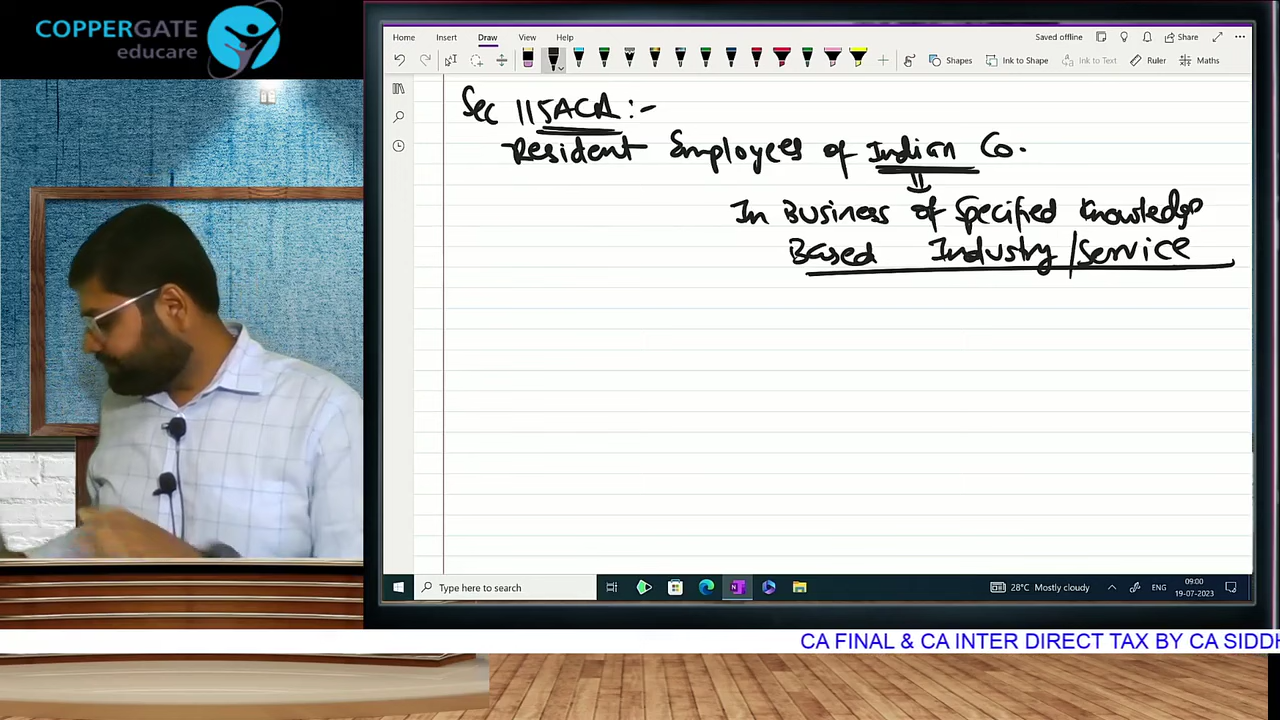 COPPERGATE
educare
Home Insert Draw View Help
Saved offline
Share
Shapes
Ink to Shape
Ink to Text
Ruler
Maths
Sec 115ACA :-
Resident Employees of Indian Co.
In Business of Specified Knowledge
Based Industry/Service
Type here to search
28°C Mostly cloudy
ENG
09:00
19-07-2023
CA FINAL & CA INTER DIRECT TAX BY CA SIDDH